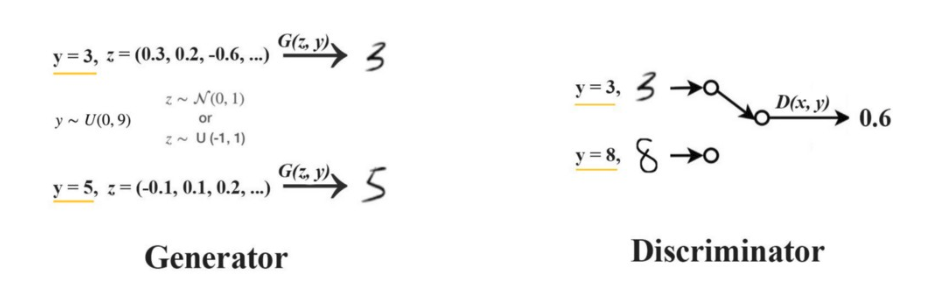 y = 3, z = (0.3, 0.2, -0.6, ...) G(z, y) 3
z ~ 𝒩(0, 1)
y ~ U(0, 9) or
z ~ U (-1, 1)
y = 5, z = (-0.1, 0.1, 0.2, ...) G(z, y) 5
Generator
y = 3, 3 D(x, y) 0.6
y = 8, 8
Discriminator